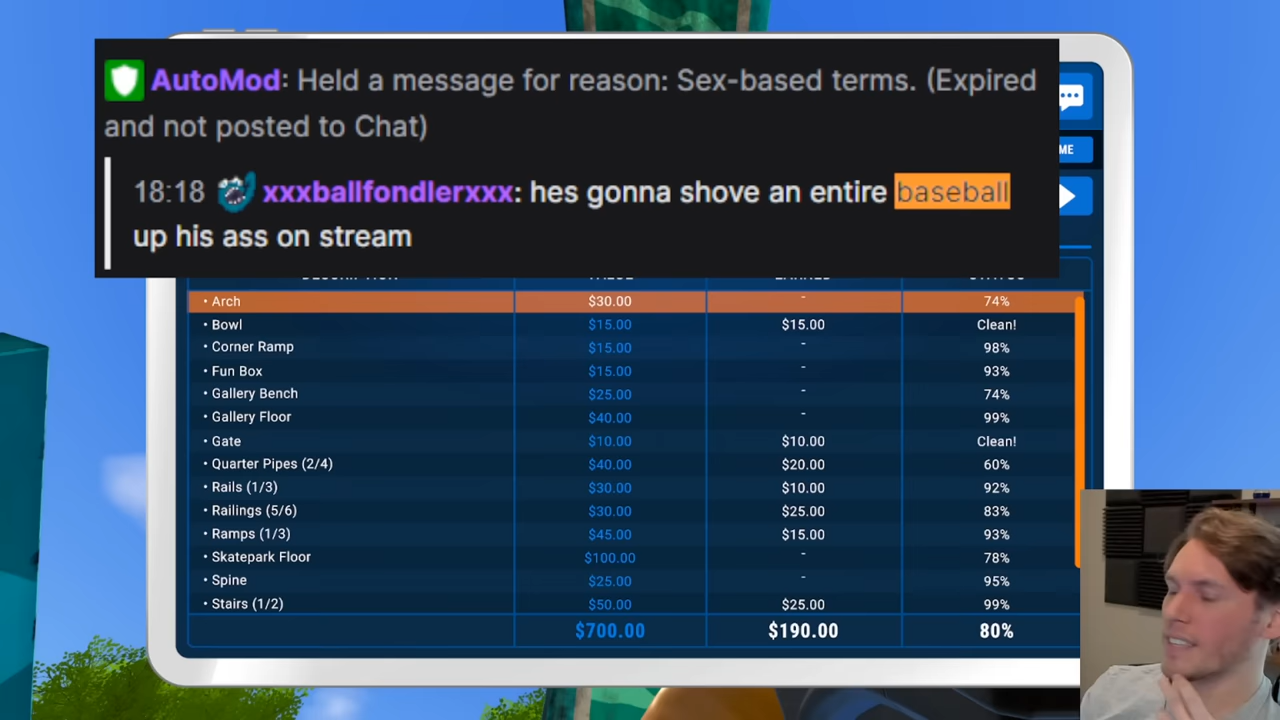 AutoMod: Held a message for reason: Sex-based terms. (Expired
and not posted to Chat)
18:18 xxxballfondlerxxx: hes gonna shove an entire baseball
up his ass on stream
ME
DESCRIPTION VALUE EARNED STATUS
• Arch $30.00 - 74%
• Bowl $15.00 $15.00 Clean!
• Corner Ramp $15.00 - 98%
• Fun Box $15.00 - 93%
• Gallery Bench $25.00 - 74%
• Gallery Floor $40.00 - 99%
• Gate $10.00 $10.00 Clean!
• Quarter Pipes (2/4) $40.00 $20.00 60%
• Rails (1/3) $30.00 $10.00 92%
• Railings (5/6) $30.00 $25.00 83%
• Ramps (1/3) $45.00 $15.00 93%
• Skatepark Floor $100.00 - 78%
• Spine $25.00 - 95%
• Stairs (1/2) $50.00 $25.00 99%
$700.00 $190.00 80%